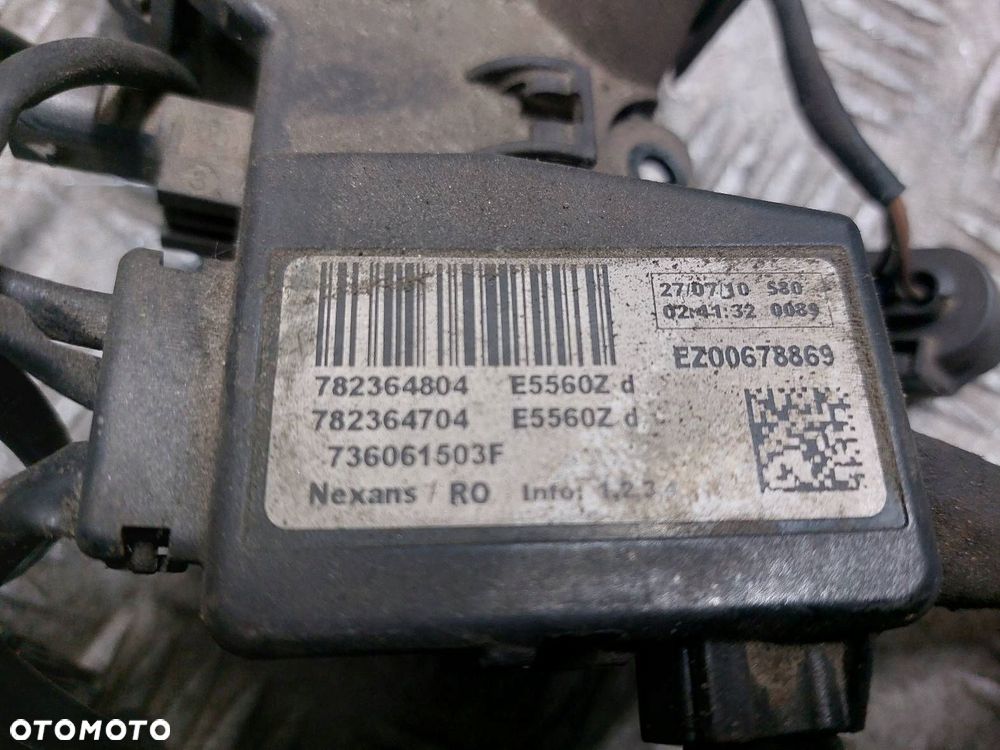 27/07/10 S80
02:41:32 0089
EZ00678869
782364804 E5560Z d
782364704 E5560Z d
736061503F
Nexans / RO Info: 1,2,3,4
OTOMOTO